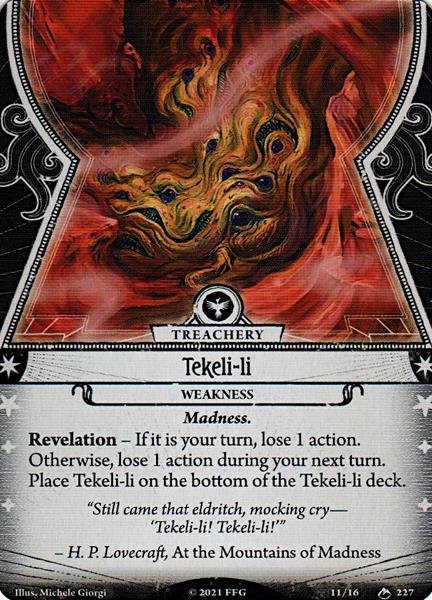 TREACHERY
Tekeli-li
WEAKNESS
Madness.
Revelation – If it is your turn, lose 1 action.
Otherwise, lose 1 action during your next turn.
Place Tekeli-li on the bottom of the Tekeli-li deck.
“Still came that eldritch, mocking cry—
‘Tekeli-li! Tekeli-li!’”
– H. P. Lovecraft, At the Mountains of Madness
Illus. Michele Giorgi © 2021 FFG 11/16 227